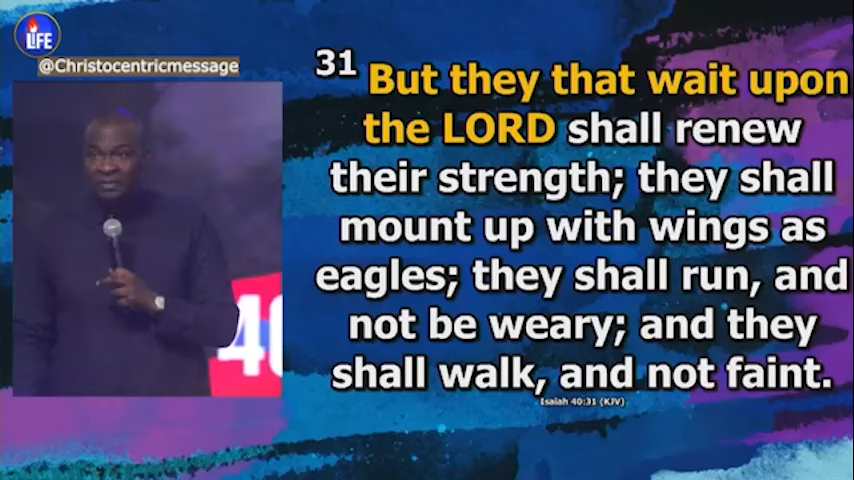 LIFE
@Christocentricmessage
31 But they that wait upon
the LORD shall renew
their strength; they shall
mount up with wings as
eagles; they shall run, and
not be weary; and they
shall walk, and not faint.
Isaiah 40:31 (KJV)
40